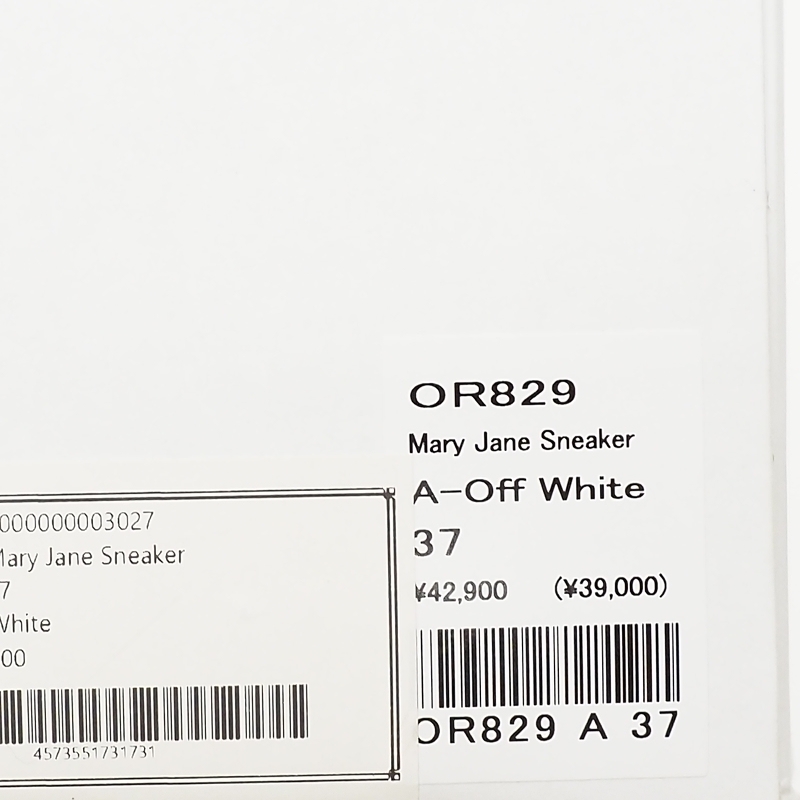 OR829
Mary Jane Sneaker
A-Off White
37
¥42,900 (¥39,000)
OR829 A 37
000000003027
Mary Jane Sneaker
7
White
00
4573551731731